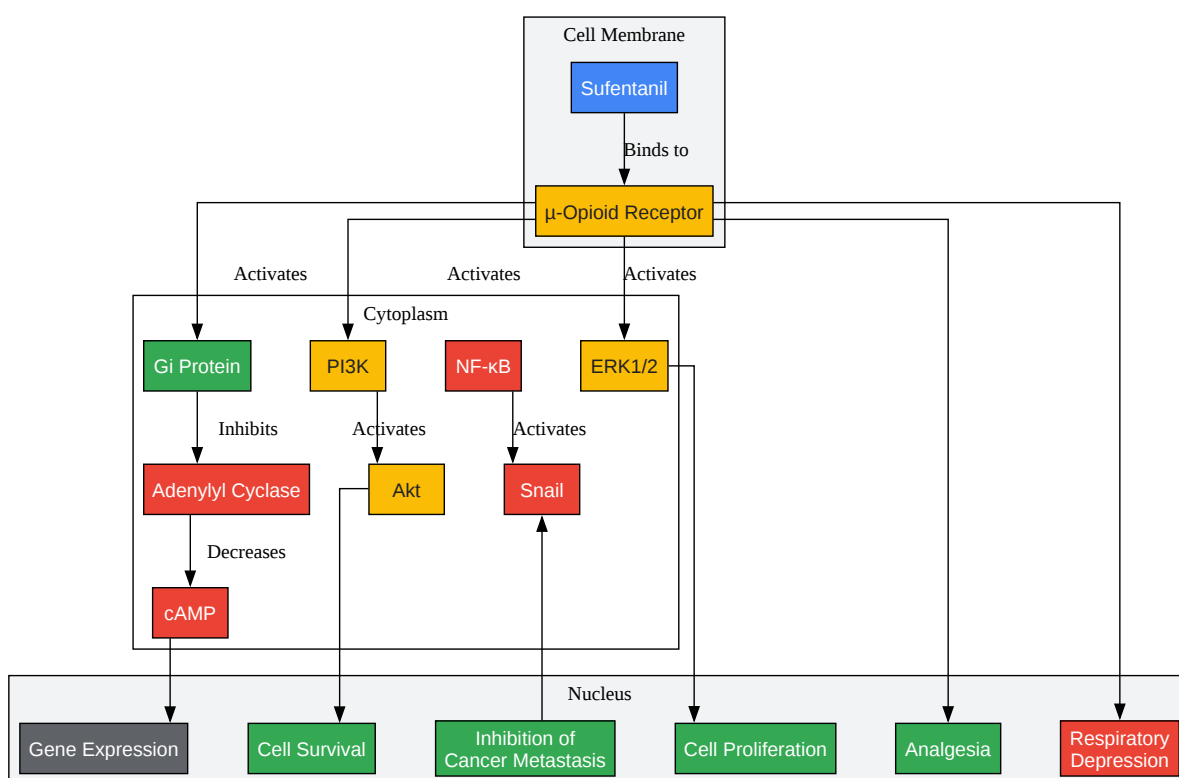 Cell Membrane
Sufentanil
Binds to
µ-Opioid Receptor
Activates
Activates
Activates
Cytoplasm
Gi Protein
PI3K
NF-κB
ERK1/2
Inhibits
Activates
Activates
Adenylyl Cyclase
Akt
Snail
Decreases
cAMP
Nucleus
Gene Expression
Cell Survival
Inhibition of
Cancer Metastasis
Cell Proliferation
Analgesia
Respiratory
Depression